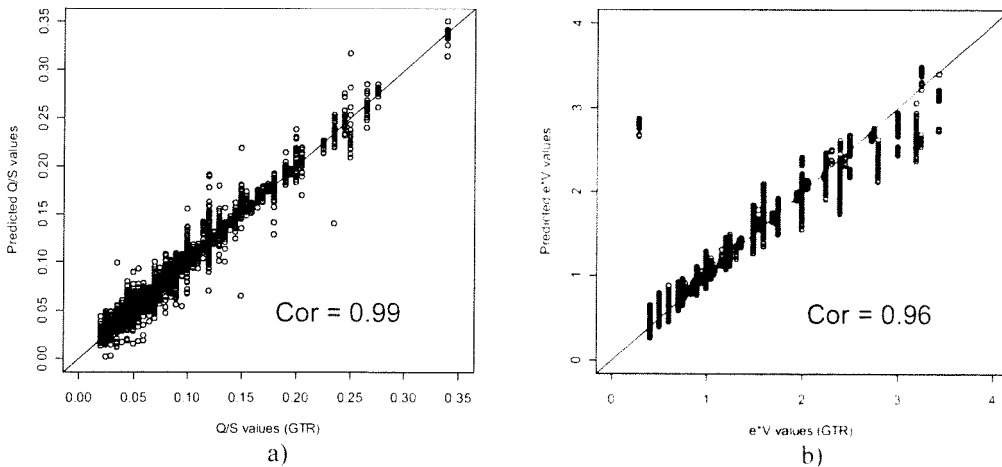 0.35
0.30
0.25
0.20
0.15
0.10
0.05
0.00
Predicted Q/S values
Cor = 0.99
0.00 0.05 0.10 0.15 0.20 0.25 0.30 0.35
Q/S values (GTR)
a)
4
3
2
1
0
Predicted e*V values
Cor = 0.96
0 1 2 3 4
e*V values (GTR)
b)